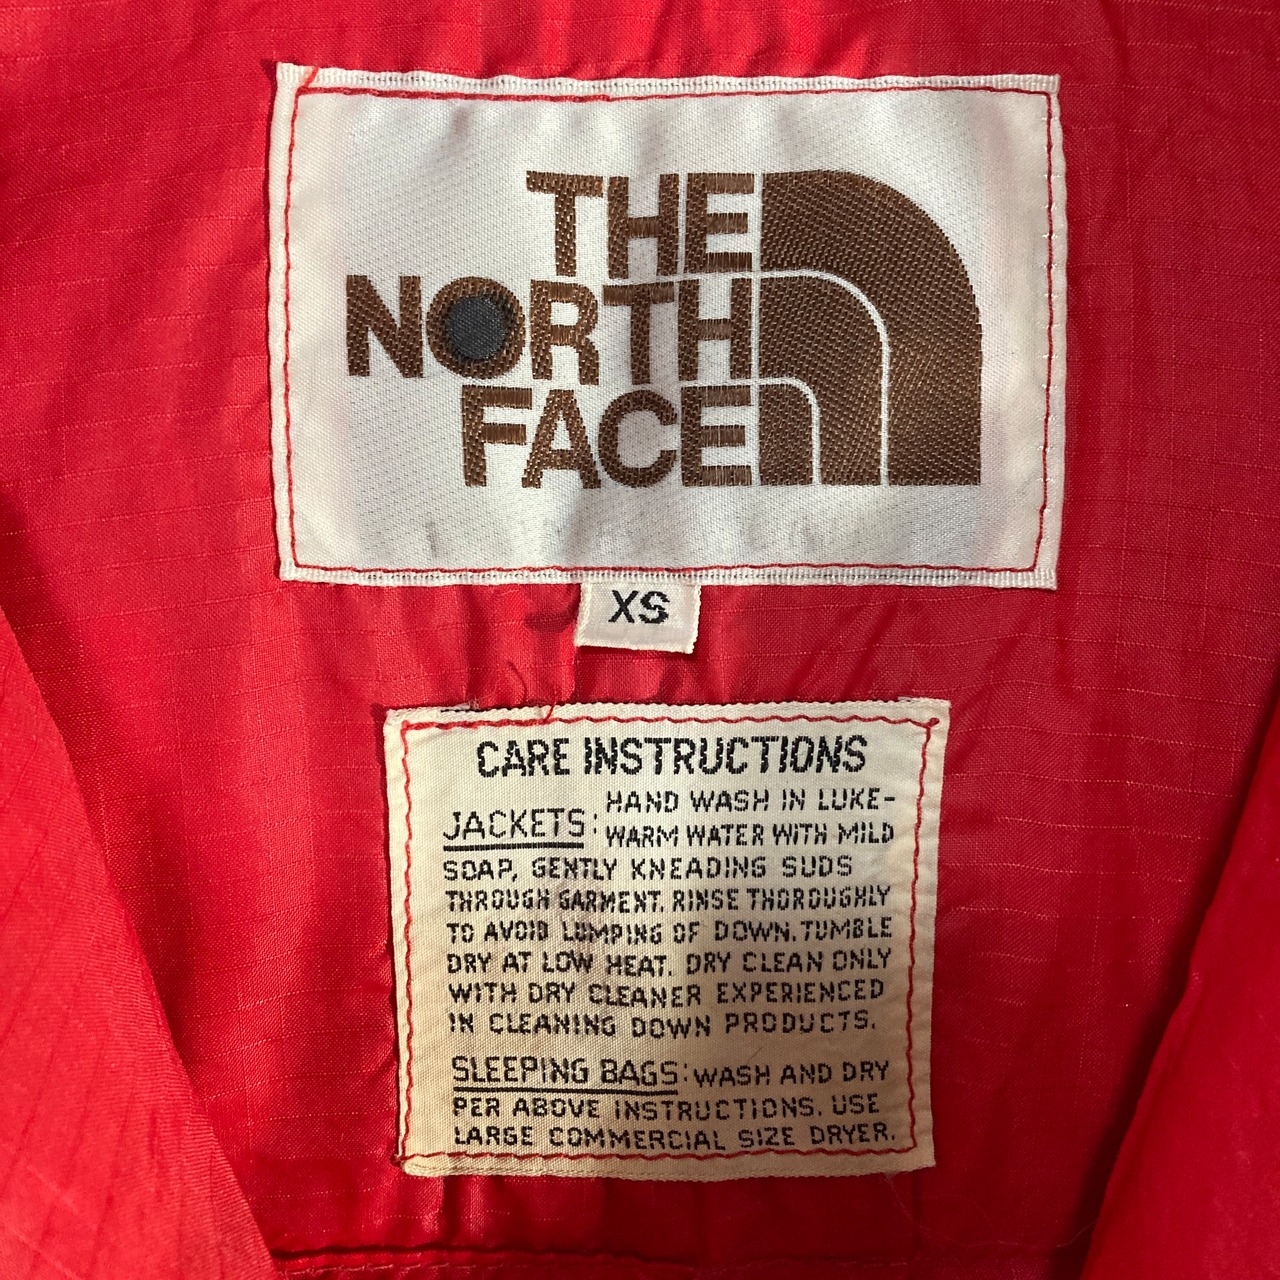 THE
NORTH
FACE
XS
CARE INSTRUCTIONS
JACKETS: HAND WASH IN LUKE-
WARM WATER WITH MILD
SOAP, GENTLY KNEADING SUDS
THROUGH GARMENT. RINSE THOROUGHLY
TO AVOID LUMPING OF DOWN. TUMBLE
DRY AT LOW HEAT. DRY CLEAN ONLY
WITH DRY CLEANER EXPERIENCED
IN CLEANING DOWN PRODUCTS.
SLEEPING BAGS: WASH AND DRY
PER ABOVE INSTRUCTIONS. USE
LARGE COMMERCIAL SIZE DRYER.